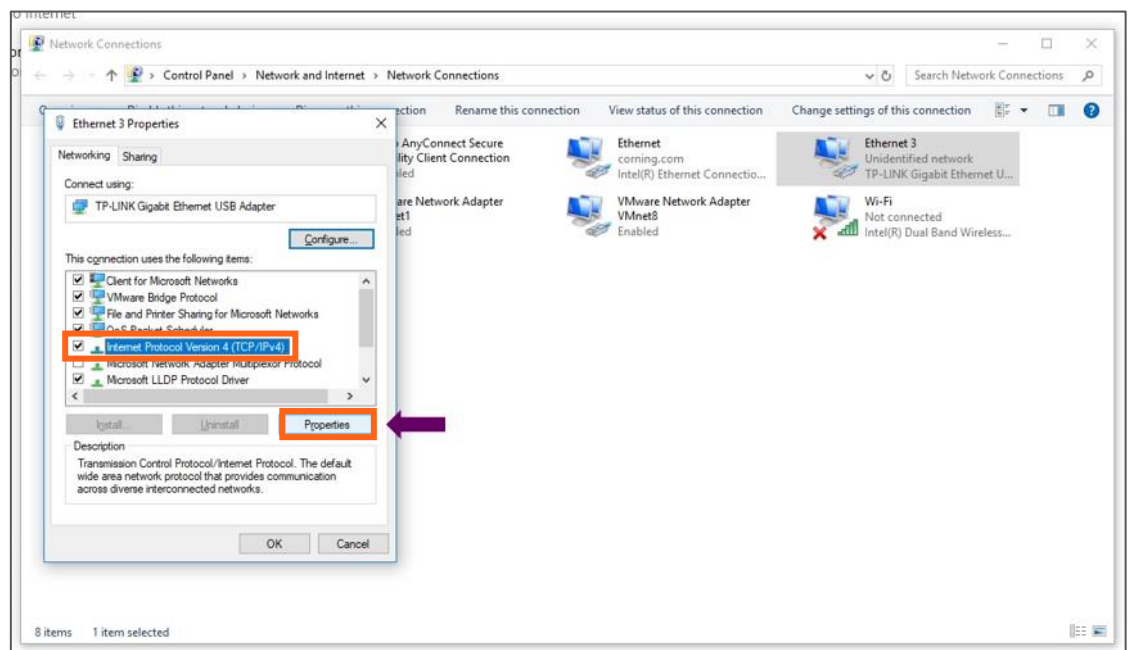 o Internet
Network Connections
Control Panel > Network and Internet > Network Connections
Search Network Connections
Rename this connection
View status of this connection
Change settings of this connection
Ethernet 3 Properties
Networking
Sharing
Connect using:
TP-LINK Gigabit Ethernet USB Adapter
Configure...
This connection uses the following items:
Client for Microsoft Networks
VMware Bridge Protocol
File and Printer Sharing for Microsoft Networks
QoS Packet Scheduler
Internet Protocol Version 4 (TCP/IPv4)
Microsoft Network Adapter Multiplexor Protocol
Microsoft LLDP Protocol Driver
Install...
Uninstall
Properties
Description
Transmission Control Protocol/Internet Protocol. The default
wide area network protocol that provides communication
across diverse interconnected networks.
OK
Cancel
AnyConnect Secure
lity Client Connection
led
are Network Adapter
et1
led
Ethernet
corning.com
Intel(R) Ethernet Connectio...
VMware Network Adapter
VMnet8
Enabled
Ethernet 3
Unidentified network
TP-LINK Gigabit Ethernet U...
Wi-Fi
Not connected
Intel(R) Dual Band Wireless...
8 items
1 item selected